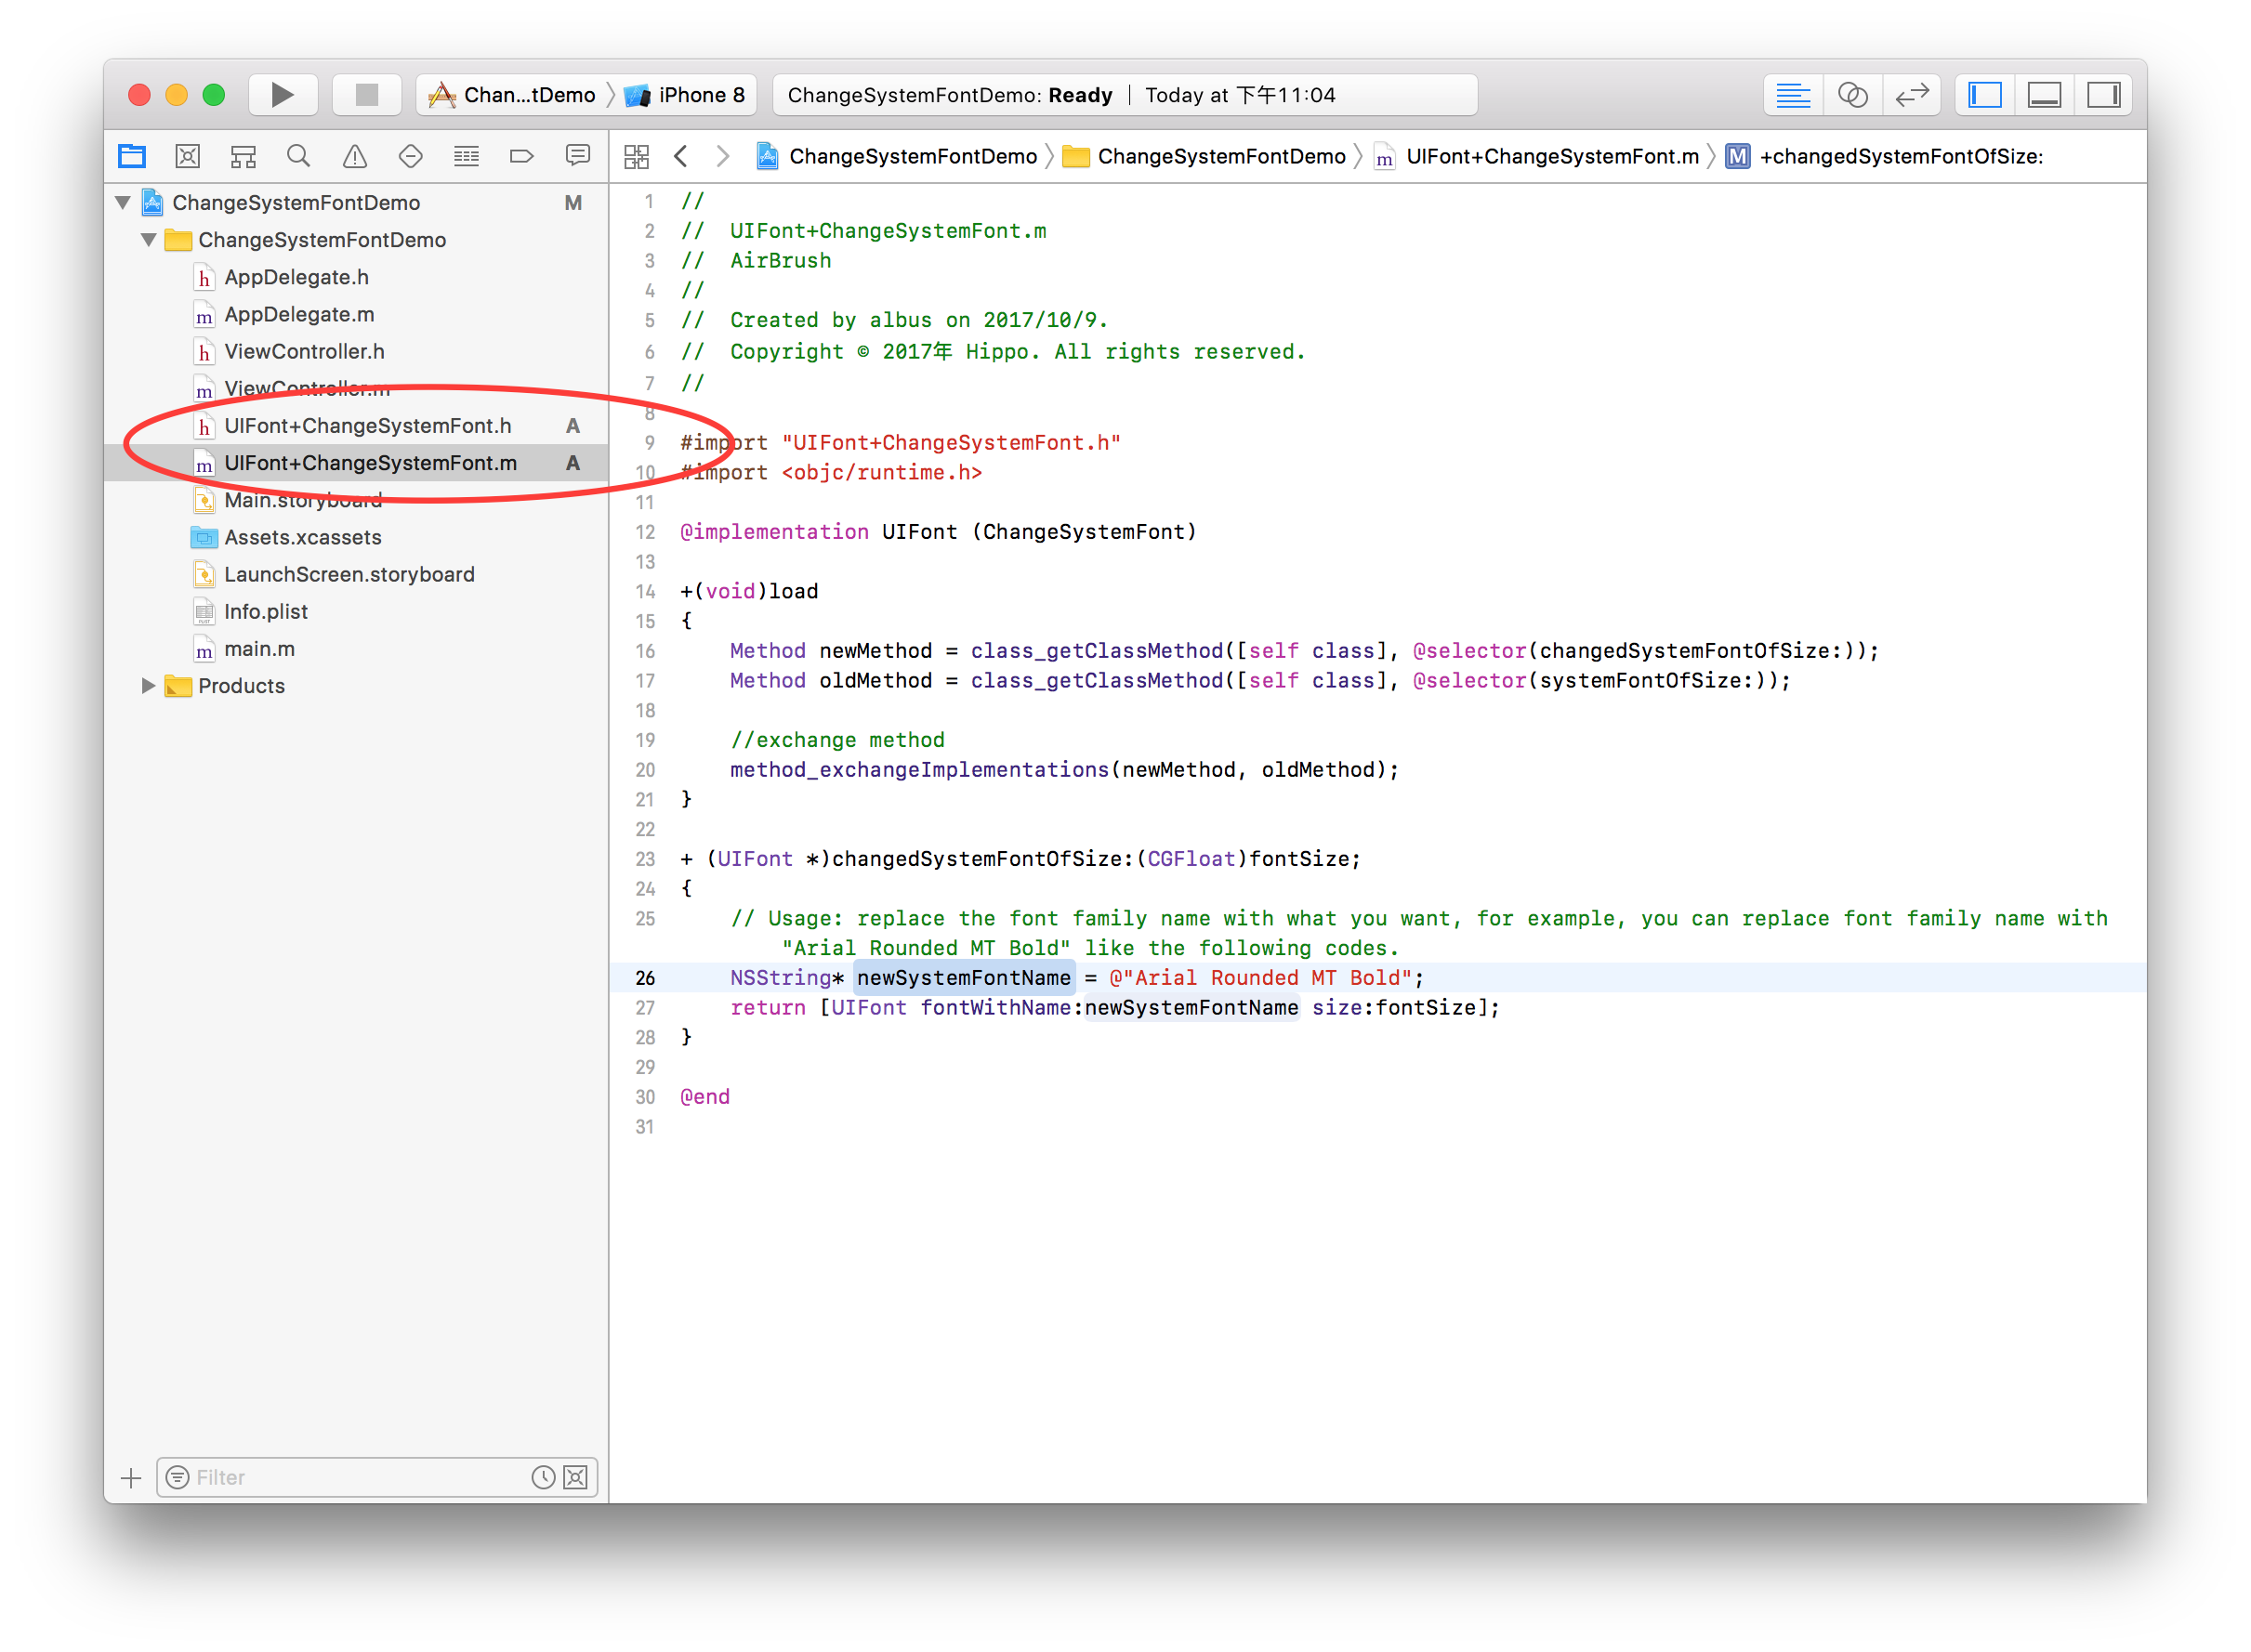 Chan...tDemo iPhone 8 ChangeSystemFontDemo: Ready Today at 下午11:04
ChangeSystemFontDemo ChangeSystemFontDemo m UIFont+ChangeSystemFont.m M +changedSystemFontOfSize:
ChangeSystemFontDemo M
ChangeSystemFontDemo
h AppDelegate.h
m AppDelegate.m
h ViewController.h
m ViewController.m
h UIFont+ChangeSystemFont.h A
m UIFont+ChangeSystemFont.m A
Main.storyboard
Assets.xcassets
LaunchScreen.storyboard
Info.plist
m main.m
Products
Filter
1 //
2 //  UIFont+ChangeSystemFont.m
3 //  AirBrush
4 //
5 //  Created by albus on 2017/10/9.
6 //  Copyright © 2017年 Hippo. All rights reserved.
7 //
8
9 #import "UIFont+ChangeSystemFont.h"
10 #import <objc/runtime.h>
11
12 @implementation UIFont (ChangeSystemFont)
13
14 +(void)load
15 {
16     Method newMethod = class_getClassMethod([self class], @selector(changedSystemFontOfSize:));
17     Method oldMethod = class_getClassMethod([self class], @selector(systemFontOfSize:));
18
19     //exchange method
20     method_exchangeImplementations(newMethod, oldMethod);
21 }
22
23 + (UIFont *)changedSystemFontOfSize:(CGFloat)fontSize;
24 {
25     // Usage: replace the font family name with what you want, for example, you can replace font family name with
"Arial Rounded MT Bold" like the following codes.
26     NSString* newSystemFontName = @"Arial Rounded MT Bold";
27     return [UIFont fontWithName:newSystemFontName size:fontSize];
28 }
29
30 @end
31